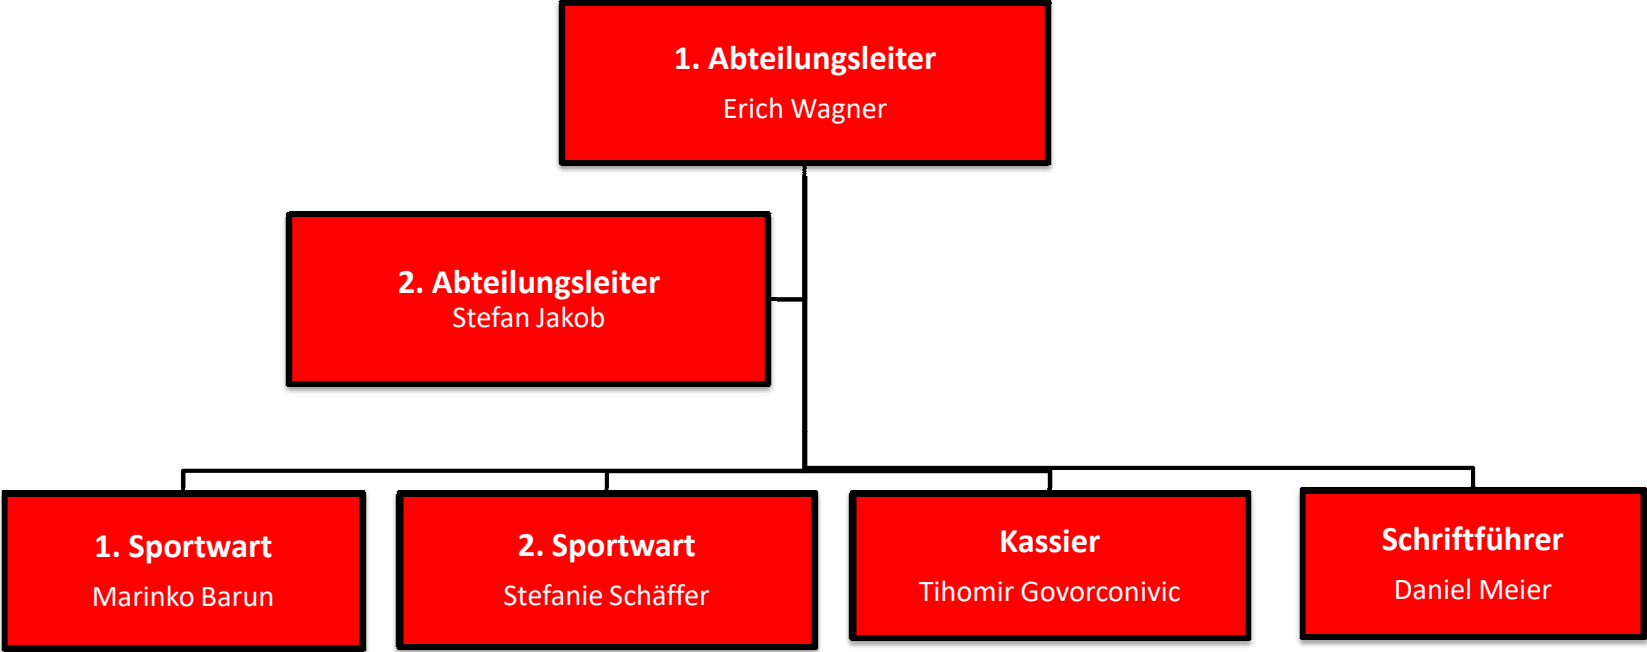 1. Abteilungsleiter
Erich Wagner
2. Abteilungsleiter
Stefan Jakob
1. Sportwart
Marinko Barun
2. Sportwart
Stefanie Schäffer
Kassier
Tihomir Govorconivic
Schriftführer
Daniel Meier